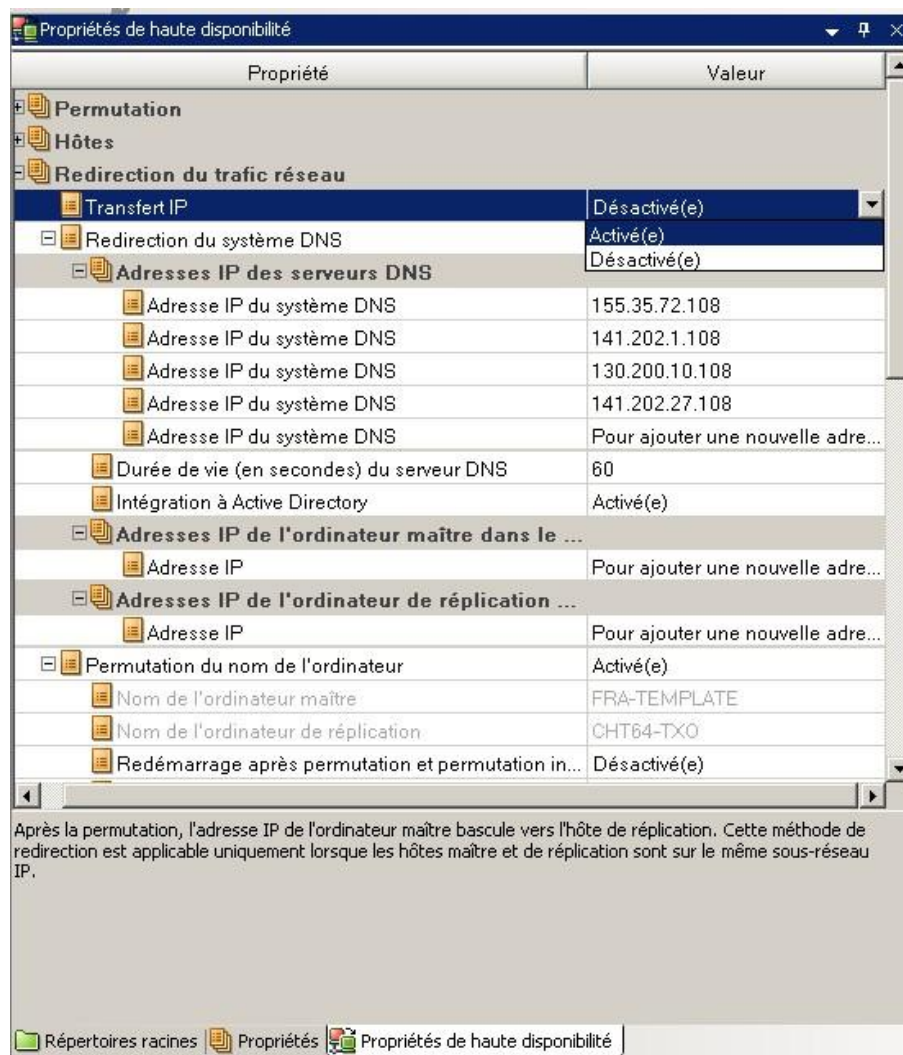 Propriétés de haute disponibilité
Propriété Valeur
Permutation
Hôtes
Redirection du trafic réseau
Transfert IP Désactivé(e)
Activé(e)
Redirection du système DNS
Désactivé(e)
Adresses IP des serveurs DNS
Adresse IP du système DNS 155.35.72.108
Adresse IP du système DNS 141.202.1.108
Adresse IP du système DNS 130.200.10.108
Adresse IP du système DNS 141.202.27.108
Adresse IP du système DNS Pour ajouter une nouvelle adre...
Durée de vie (en secondes) du serveur DNS 60
Intégration à Active Directory Activé(e)
Adresses IP de l'ordinateur maître dans le ...
Adresse IP Pour ajouter une nouvelle adre...
Adresses IP de l'ordinateur de réplication ...
Adresse IP Pour ajouter une nouvelle adre...
Permutation du nom de l'ordinateur Activé(e)
Nom de l'ordinateur maître FRA-TEMPLATE
Nom de l'ordinateur de réplication CHT64-TXO
Redémarrage après permutation et permutation in... Désactivé(e)
Après la permutation, l'adresse IP de l'ordinateur maître bascule vers l'hôte de réplication. Cette méthode de
redirection est applicable uniquement lorsque les hôtes maître et de réplication sont sur le même sous-réseau
IP.
Répertoires racines Propriétés Propriétés de haute disponibilité